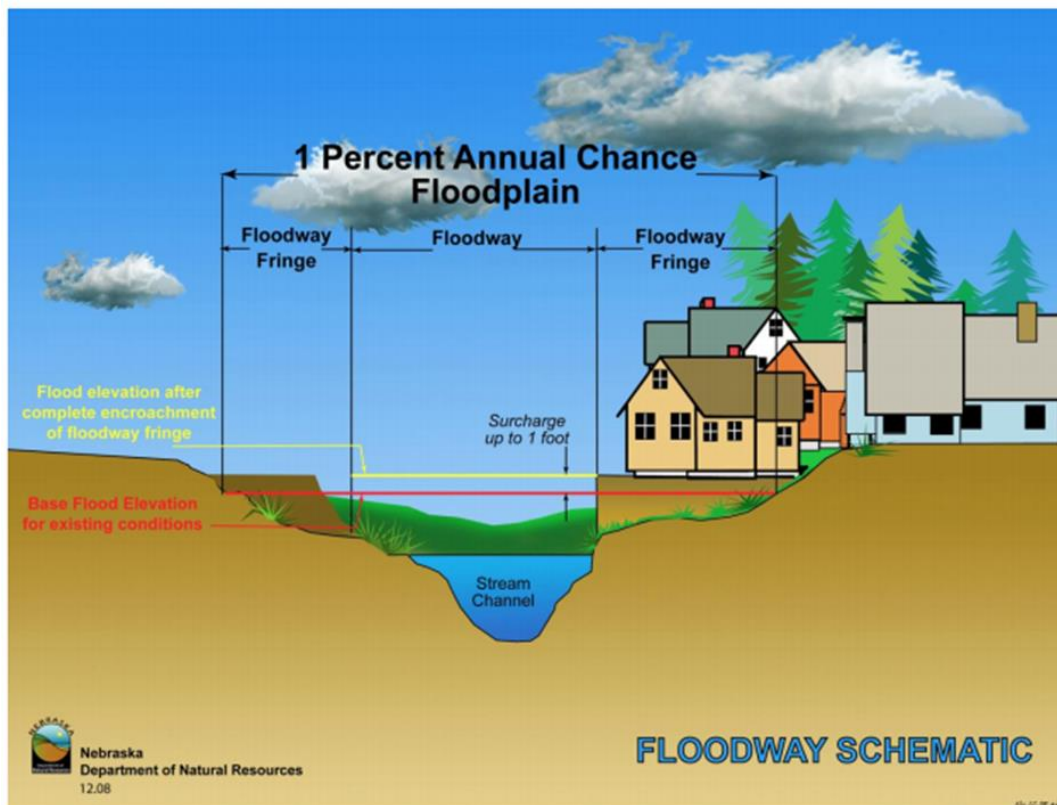 1 Percent Annual Chance
Floodplain
Floodway
Fringe
Floodway
Floodway
Fringe
Flood elevation after
complete encroachment
of floodway fringe
Surcharge
up to 1 foot
Base Flood Elevation
for existing conditions
Stream
Channel
NEBRASKA
Nebraska
Department of Natural Resources
12.08
FLOODWAY SCHEMATIC